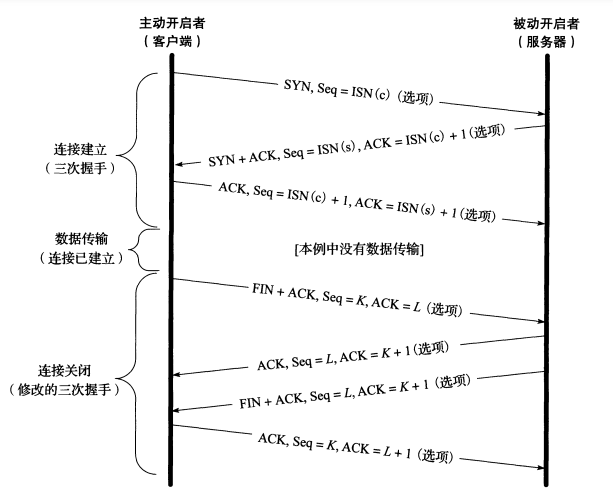 主动开启者
（客户端）
被动开启者
（服务器）
SYN, Seq = ISN(c) (选项)
连接建立
（三次握手）
SYN + ACK, Seq = ISN(s), ACK = ISN(c) + 1(选项)
ACK, Seq = ISN(c) + 1, ACK = ISN(s) + 1(选项)
数据传输
（连接已建立）
[本例中没有数据传输]
FIN + ACK, Seq = K, ACK = L (选项)
连接关闭
（修改的三次握手）
ACK, Seq = L, ACK = K + 1(选项)
FIN + ACK, Seq = L, ACK = K + 1 (选项)
ACK, Seq = K, ACK = L + 1 (选项)